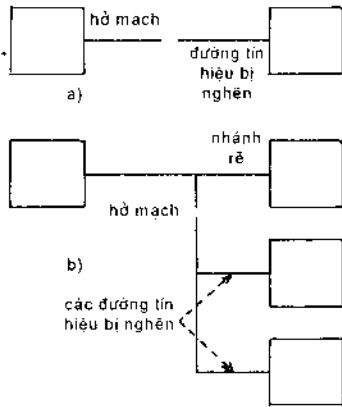 hở mạch
đường tín
hiệu bị
nghẽn
a)
nhánh
rẽ
hở mạch
b)
các đường tín
hiệu bị nghẽn